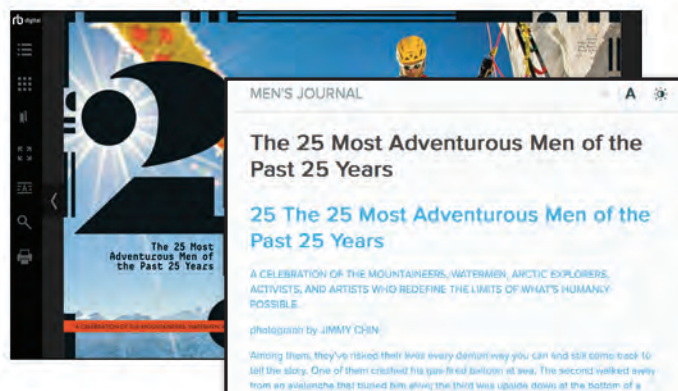 rb digital
2
The 25 Most
Adventurous Men of
the Past 25 Years
A CELEBRATION OF THE MOUNTAINEERS, WATERMEN,
MEN'S JOURNAL
A
The 25 Most Adventurous Men of the
Past 25 Years
25 The 25 Most Adventurous Men of the
Past 25 Years
A CELEBRATION OF THE MOUNTAINEERS, WATERMEN, ARCTIC EXPLORERS,
ACTIVISTS, AND ARTISTS WHO REDEFINE THE LIMITS OF WHAT'S HUMANLY
POSSIBLE.
photograph by JIMMY CHIN
Among them, they've risked their lives every damn way you can and still come back to
tell the story. One of them crashed his gas-fired balloon at sea. The second walked away
from an avalanche that buried him alive; the third was upside down at the bottom of a